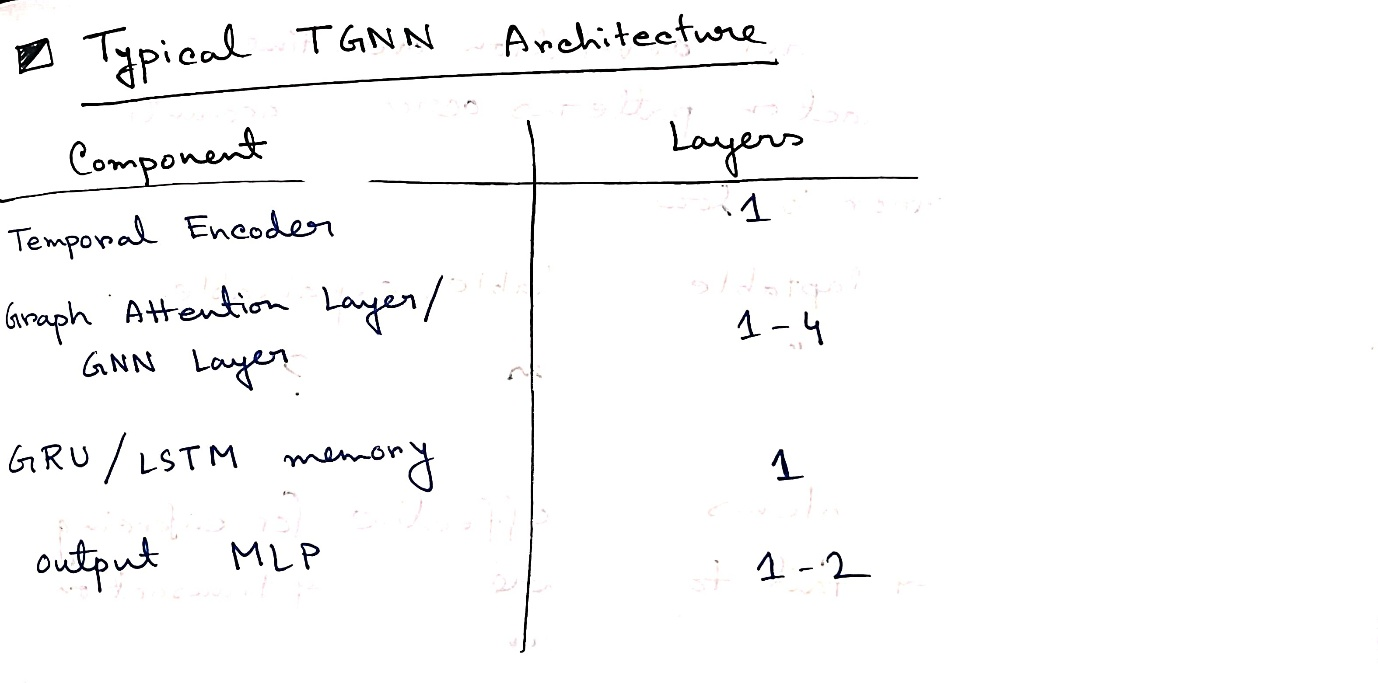 Typical TGNN Architecture
Component Layers
Temporal Encoder 1
Graph Attention Layer/ 1-4
GNN Layer
GRU/LSTM memory 1
output MLP 1-2